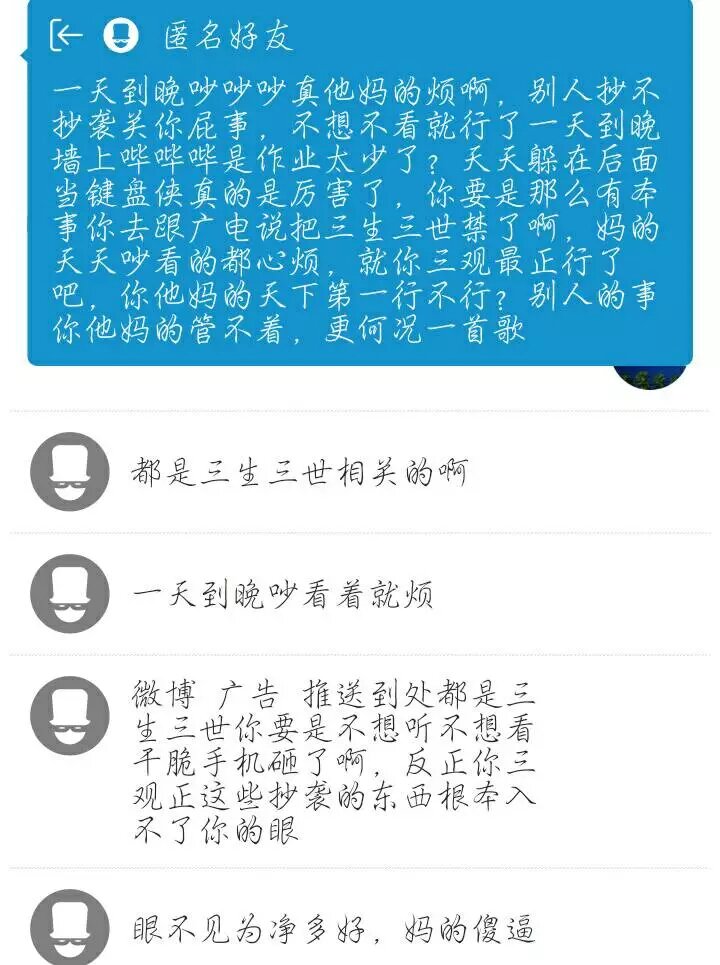 匿名好友
一天到晚吵吵吵真他妈的烦啊，别人抄不
抄袭关你屁事，不想不看就行了一天到晚
墙上哔哔哔是作业太少了？天天躲在后面
当键盘侠真的是厉害了，你要是那么有本
事你去跟广电说把三生三世禁了啊，妈的
天天吵看的都心烦，就你三观最正行了
吧，你他妈的天下第一行不行？别人的事
你他妈的管不着，更何况一首歌
都是三生三世相关的啊
一天到晚吵看着就烦
微博 广告 推送到处都是三
生三世你要是不想听不想看
干脆手机砸了啊，反正你三
观正这些抄袭的东西根本入
不了你的眼
眼不见为净多好，妈的傻逼